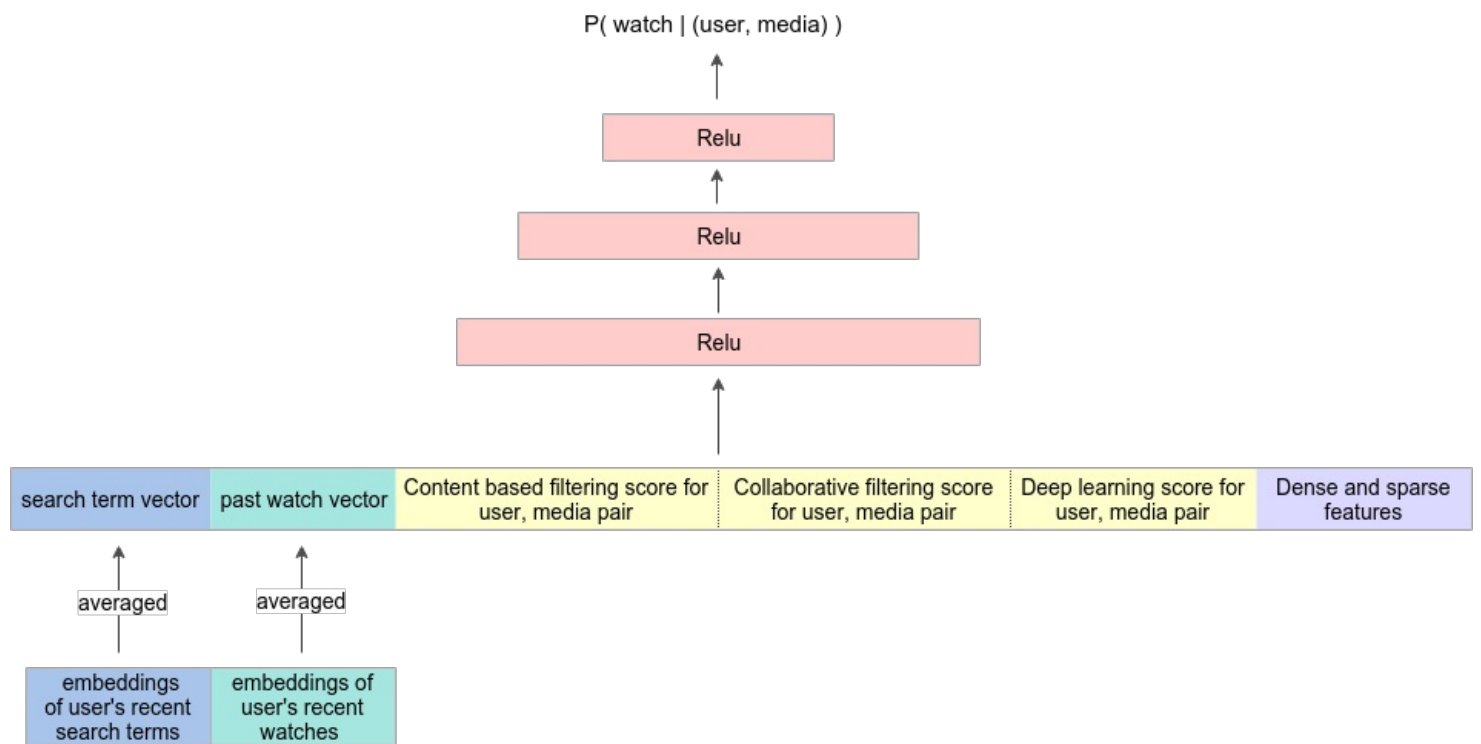 P( watch | (user, media) )
Relu
Relu
Relu
search term vector
past watch vector
Content based filtering score for
user, media pair
Collaborative filtering score
for user, media pair
Deep learning score for
user, media pair
Dense and sparse
features
averaged
averaged
embeddings
of user's recent
search terms
embeddings of
user's recent
watches